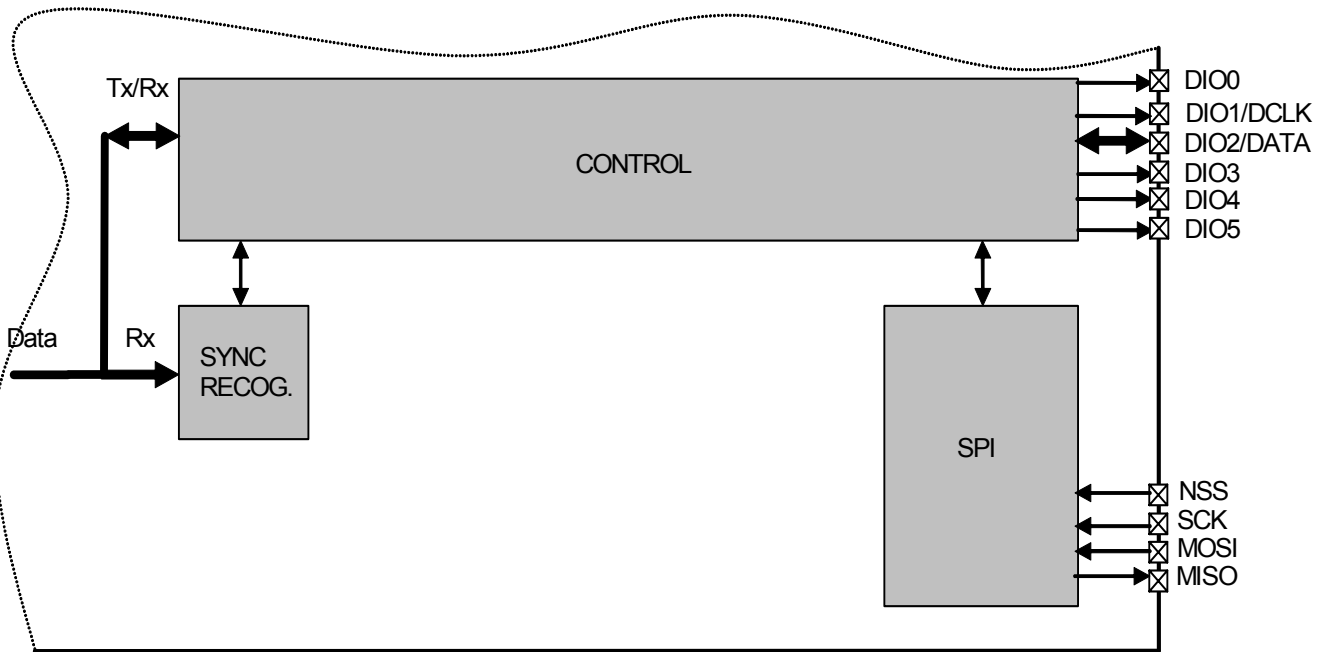 Tx/Rx
CONTROL
DIO0
DIO1/DCLK
DIO2/DATA
DIO3
DIO4
DIO5
Data
Rx
SYNC
RECOG.
SPI
NSS
SCK
MOSI
MISO